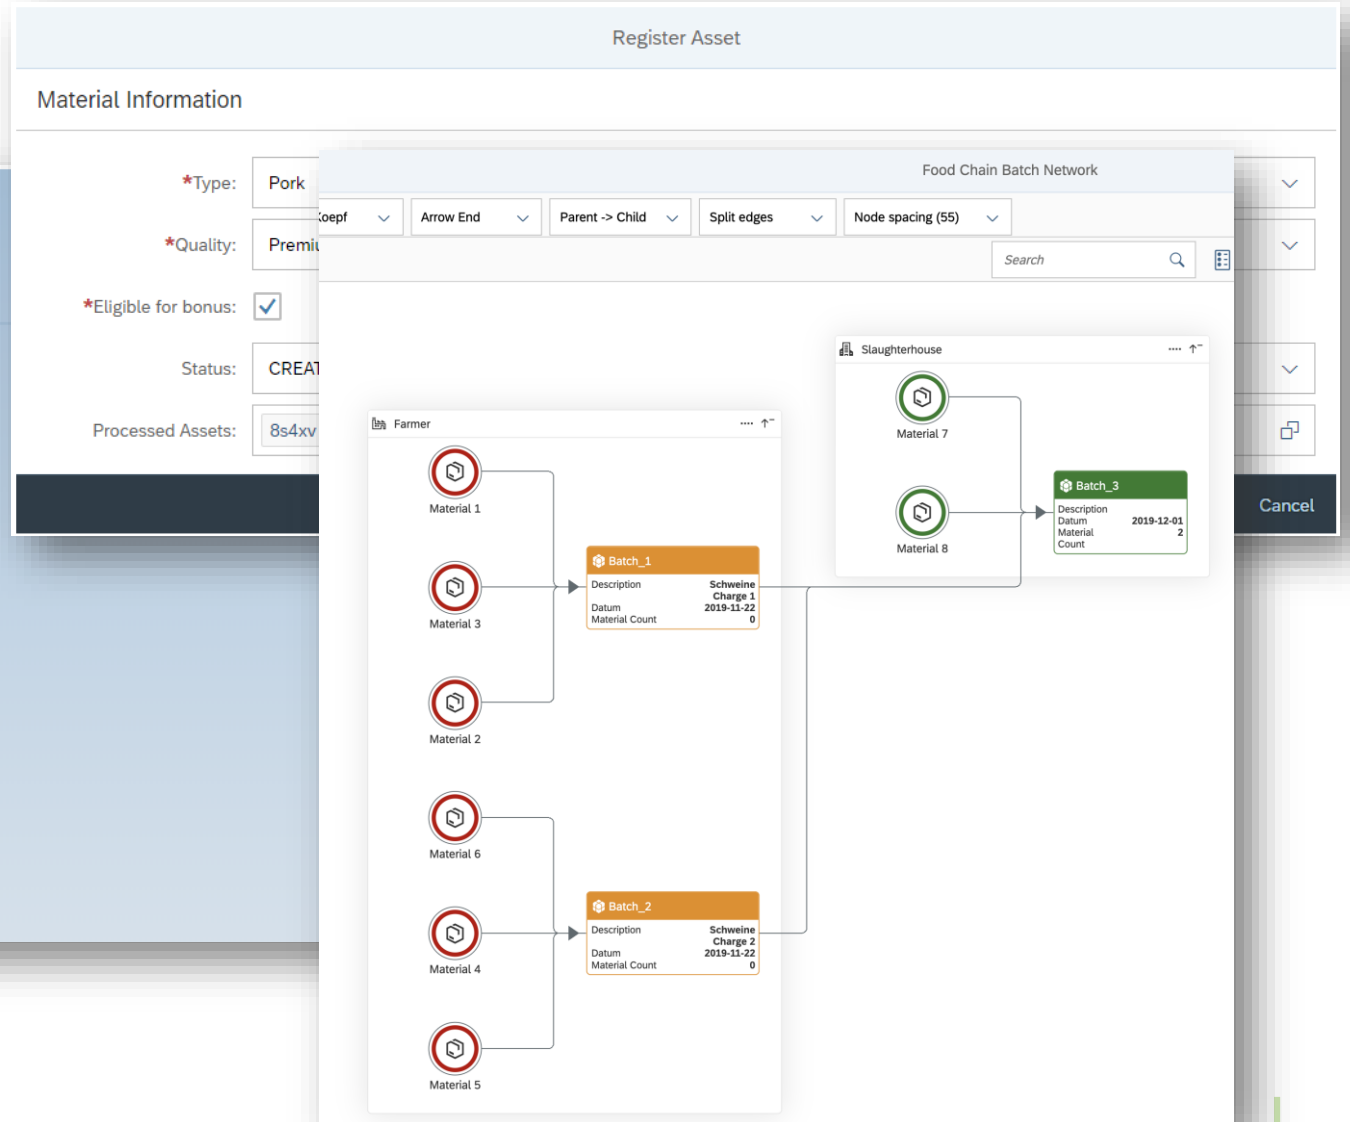 Register Asset
Material Information
*Type: Pork
*Quality:
*Eligible for bonus:
Status:
Processed Assets: 8s4xv
Cancel
Food Chain Batch Network
Arrow End
Parent -> Child
Split edges
Node spacing (55)
Search
Slaughterhouse
Material 7
Material 8
Batch_3
Description
Datum 2019-12-01
Material 2
Count
Farmer
Material 1
Material 3
Material 2
Batch_1
Description Schweine
Charge 1
Datum 2019-11-22
Material Count 0
Material 6
Material 4
Material 5
Batch_2
Description Schweine
Charge 2
Datum 2019-11-22
Material Count 0